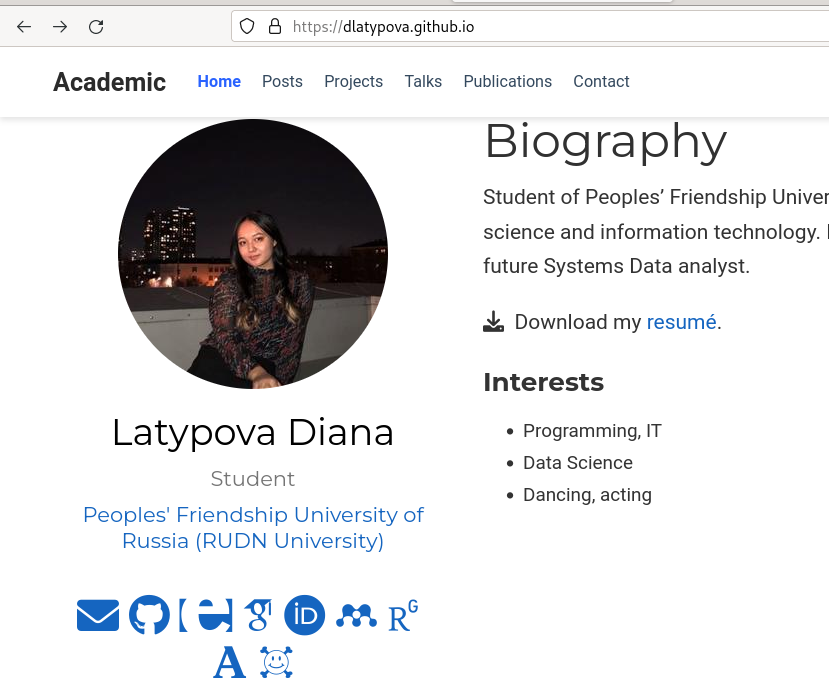 https://dlatypova.github.io
Academic Home Posts Projects Talks Publications Contact
Biography
Student of Peoples’ Friendship
science and information technology.
future Systems Data analyst.
Download my resumé.
Interests
Programming, IT
Data Science
Dancing, acting
Latypova Diana
Student
Peoples' Friendship University of
Russia (RUDN University)
iD
RG
A